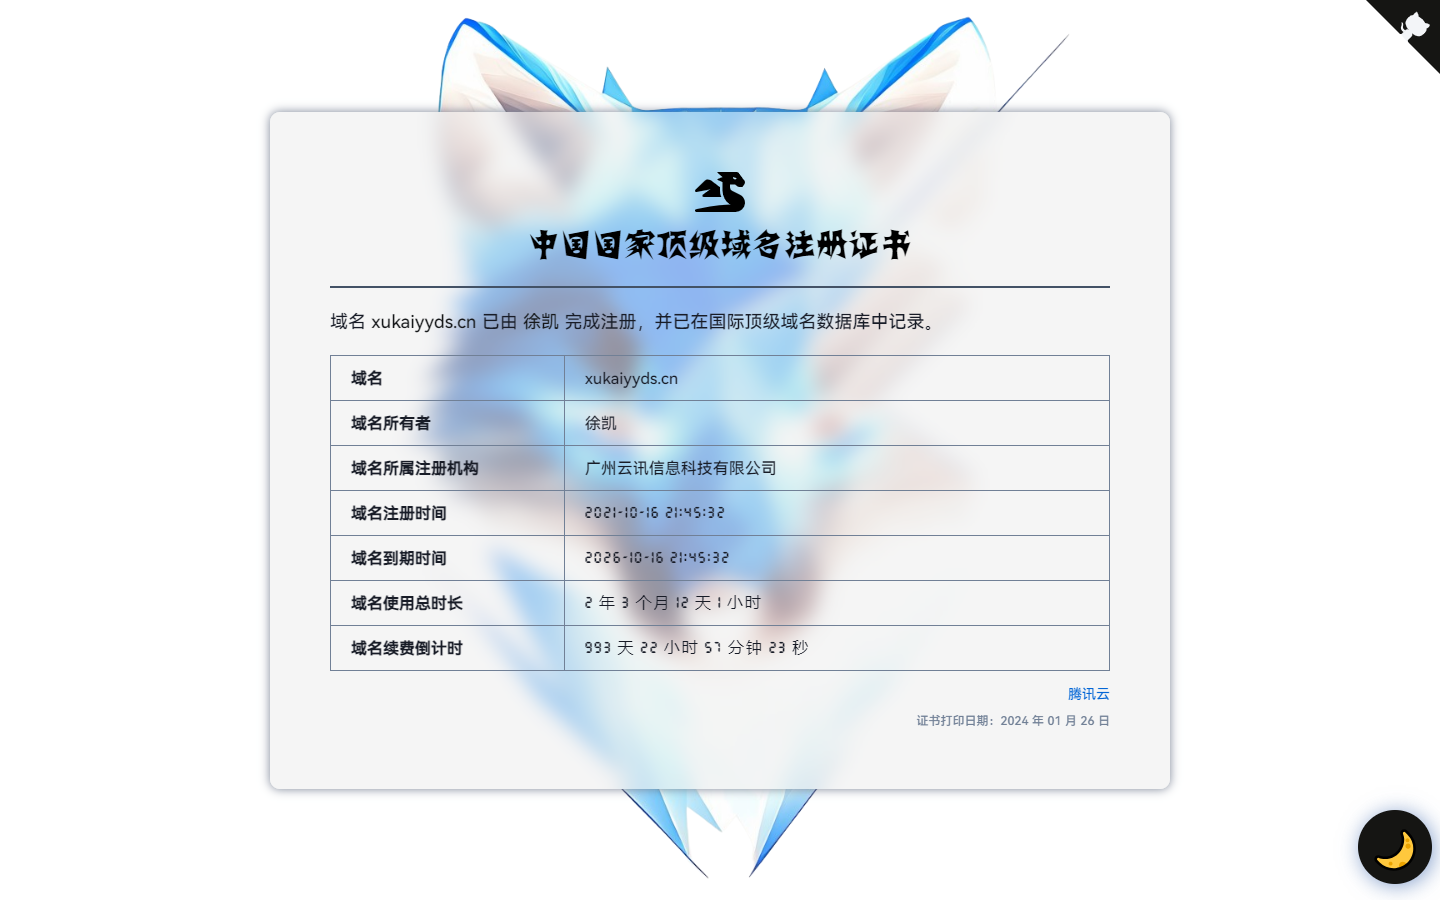 中国国家顶级域名注册证书
域名 xukaiyyds.cn 已由 徐凯 完成注册，并已在国际顶级域名数据库中记录。
域名 xukaiyyds.cn
域名所有者 徐凯
域名所属注册机构 广州云讯信息科技有限公司
域名注册时间 2021-10-16 21:45:32
域名到期时间 2026-10-16 21:45:32
域名使用总时长 2 年 3 个月 12 天 1 小时
域名续费倒计时 993 天 22 小时 57 分钟 23 秒
腾讯云
证书打印日期：2024 年 01 月 26 日